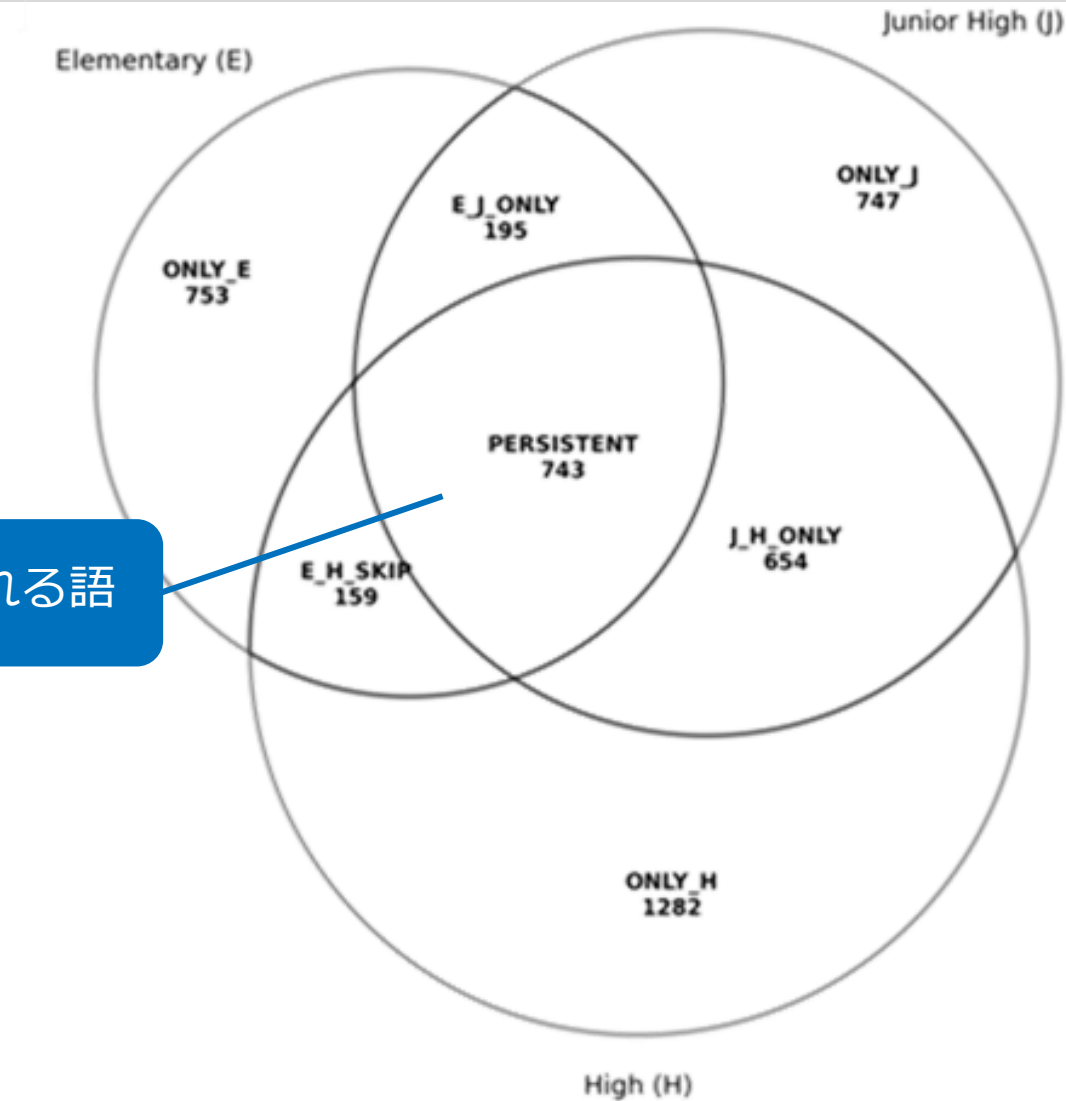 Junior High (J)
Elementary (E)
ONLY_J
747
E_J_ONLY
195
ONLY_E
753
PERSISTENT
743
J_H_ONLY
654
E_H_SKIP
159
れる語
ONLY_H
1282
High (H)